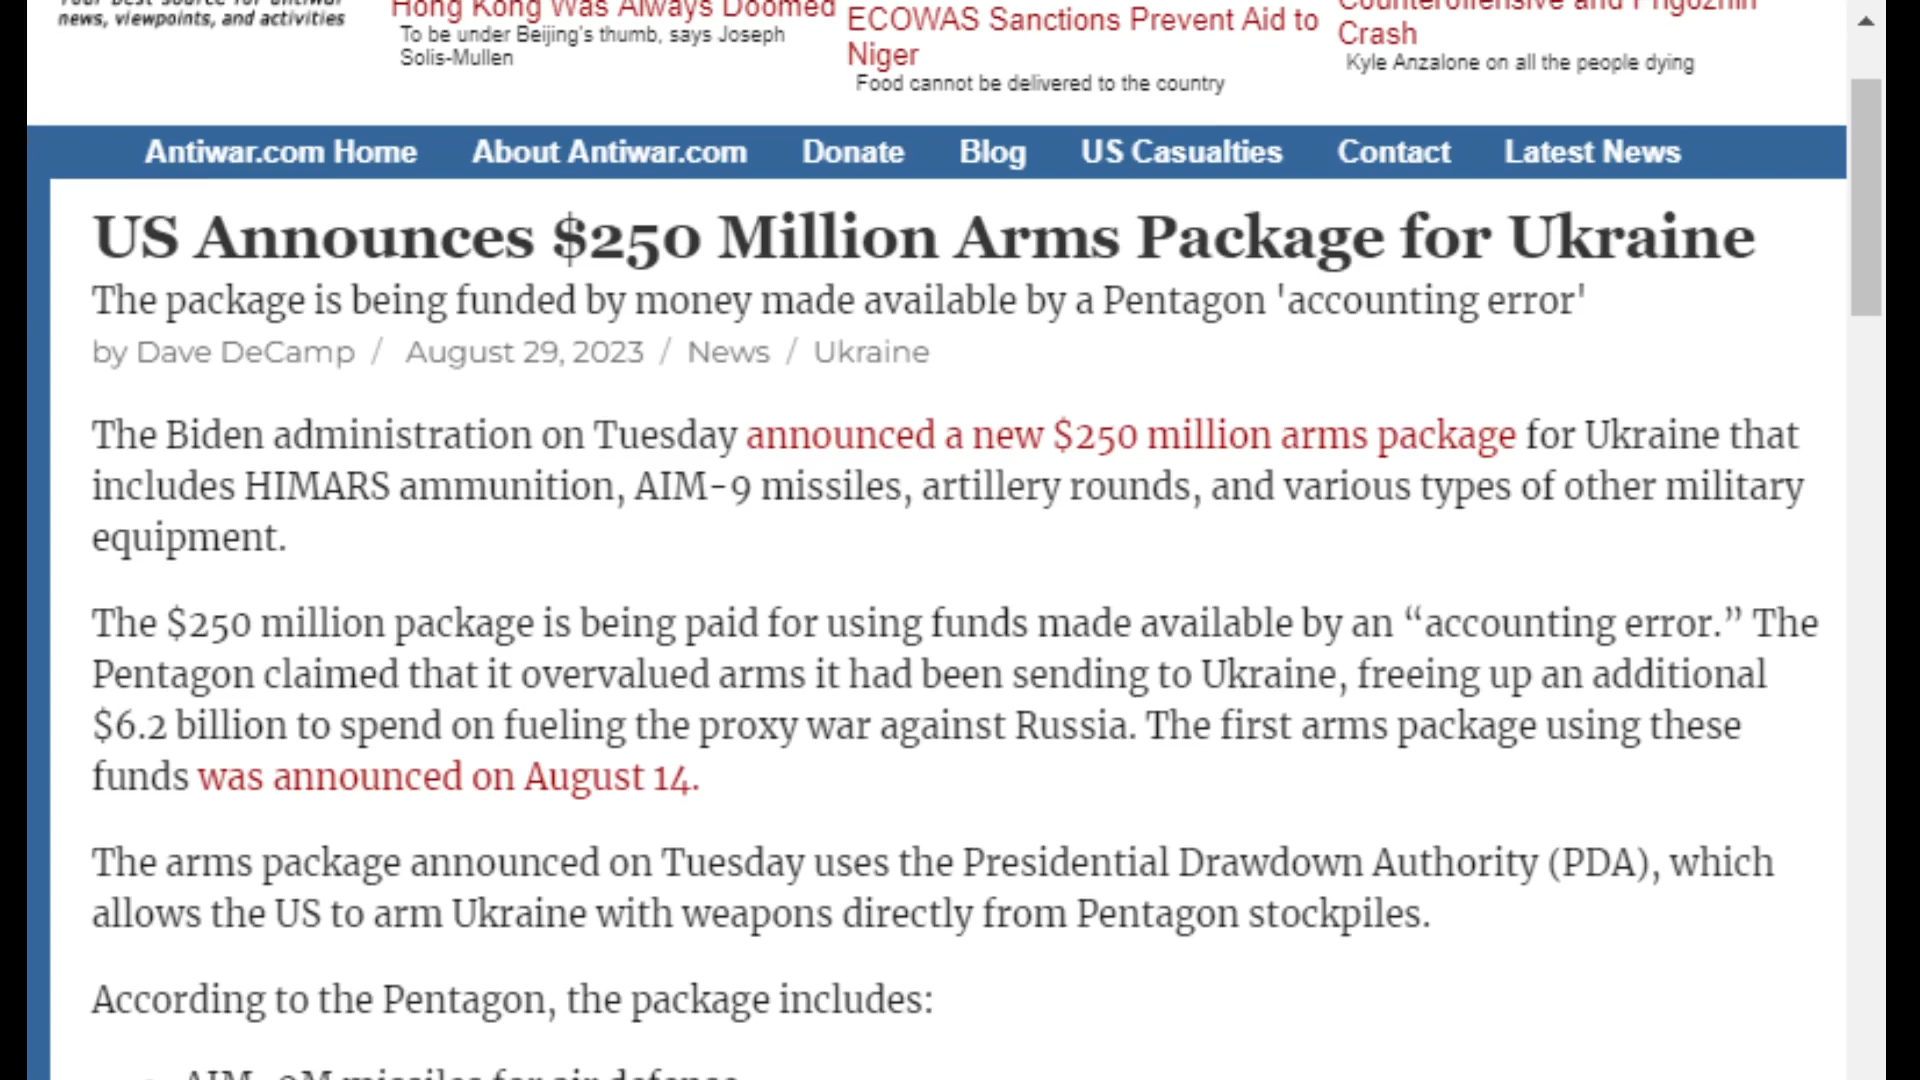 Your best source for antiwar
news, viewpoints, and activities
Hong Kong Was Always Doomed
To be under Beijing's thumb, says Joseph
Solis-Mullen
ECOWAS Sanctions Prevent Aid to
Niger
Food cannot be delivered to the country
Counteroffensive and Prigozhin
Crash
Kyle Anzalone on all the people dying
Antiwar.com Home About Antiwar.com Donate Blog US Casualties Contact Latest News
US Announces $250 Million Arms Package for Ukraine
The package is being funded by money made available by a Pentagon 'accounting error'
by Dave DeCamp / August 29, 2023 / News / Ukraine
The Biden administration on Tuesday announced a new $250 million arms package for Ukraine that
includes HIMARS ammunition, AIM-9 missiles, artillery rounds, and various types of other military
equipment.
The $250 million package is being paid for using funds made available by an “accounting error.” The
Pentagon claimed that it overvalued arms it had been sending to Ukraine, freeing up an additional
$6.2 billion to spend on fueling the proxy war against Russia. The first arms package using these
funds was announced on August 14.
The arms package announced on Tuesday uses the Presidential Drawdown Authority (PDA), which
allows the US to arm Ukraine with weapons directly from Pentagon stockpiles.
According to the Pentagon, the package includes:
AIM-9M missiles for air defense